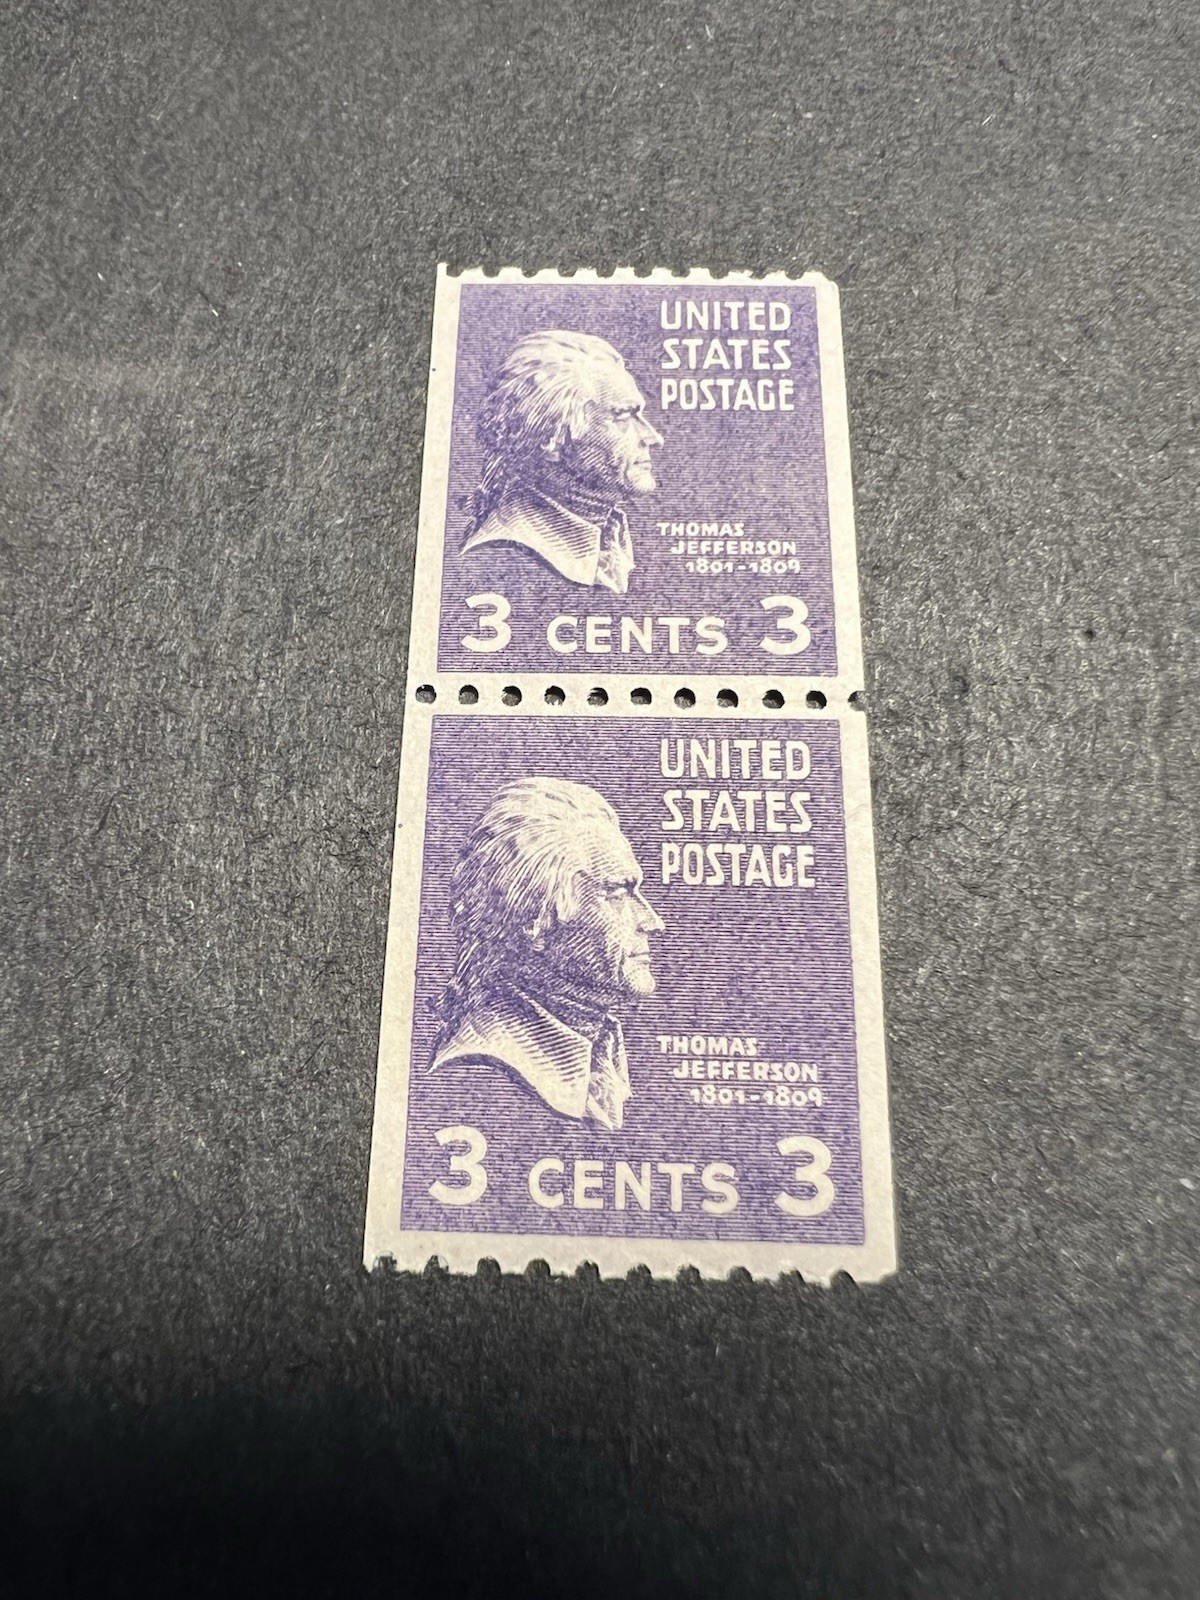 UNITED
STATES
POSTAGE
THOMAS
JEFFERSON
1801-1809
3 CENTS 3
UNITED
STATES
POSTAGE
THOMAS
JEFFERSON
1801-1809
3 CENTS 3